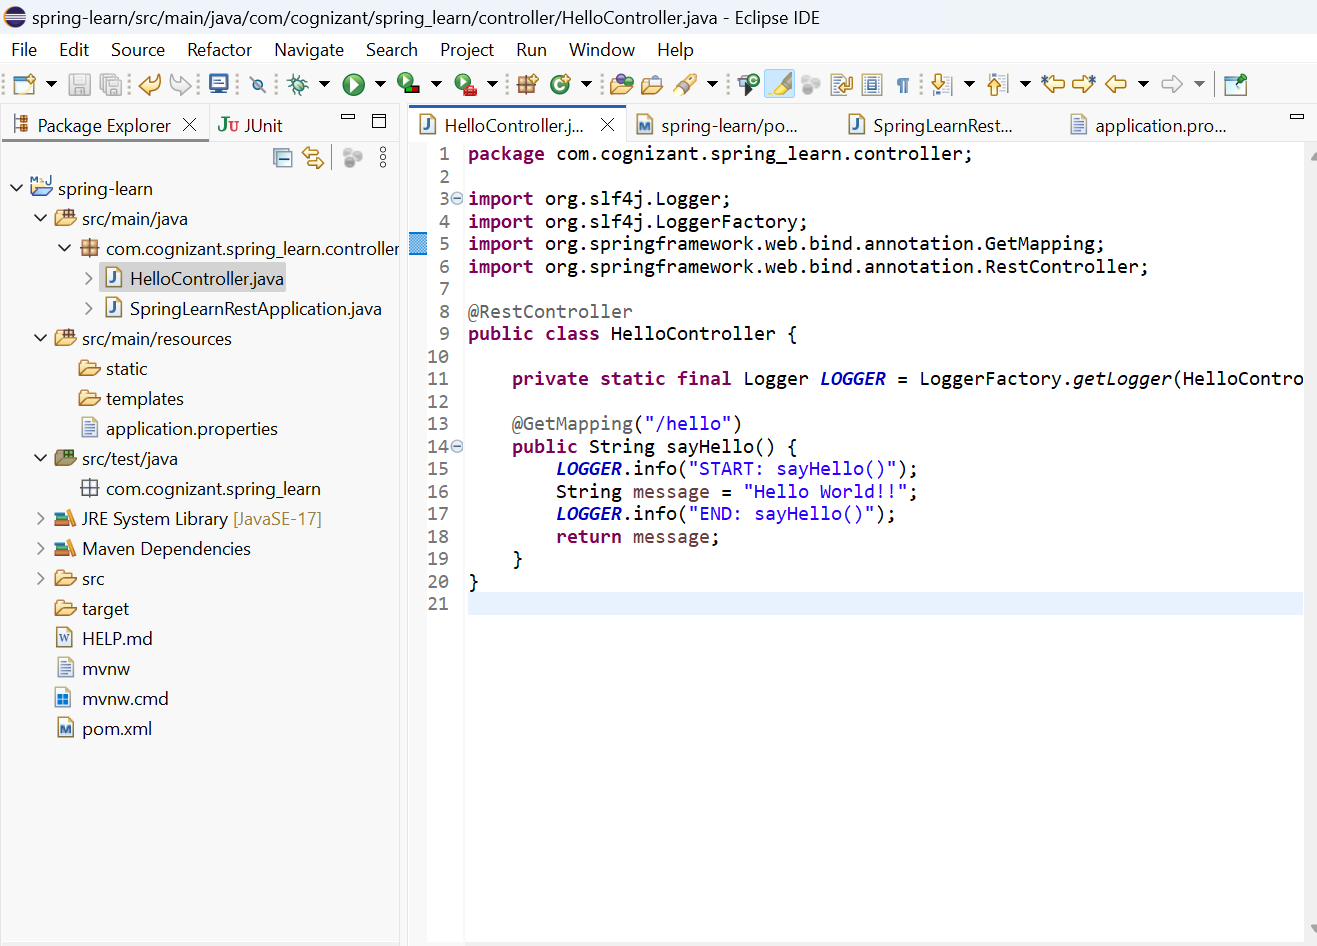 spring-learn/src/main/java/com/cognizant/spring_learn/controller/HelloController.java - Eclipse IDE
File Edit Source Refactor Navigate Search Project Run Window Help
Package Explorer
JUnit
spring-learn
src/main/java
com.cognizant.spring_learn.controller
HelloController.java
SpringLearnRestApplication.java
src/main/resources
static
templates
application.properties
src/test/java
com.cognizant.spring_learn
JRE System Library [JavaSE-17]
Maven Dependencies
src
target
HELP.md
mvnw
mvnw.cmd
pom.xml
HelloController.j... spring-learn/po... SpringLearnRest... application.pro...
1 package com.cognizant.spring_learn.controller;
2
3 import org.slf4j.Logger;
4 import org.slf4j.LoggerFactory;
5 import org.springframework.web.bind.annotation.GetMapping;
6 import org.springframework.web.bind.annotation.RestController;
7
8 @RestController
9 public class HelloController {
10
11 private static final Logger LOGGER = LoggerFactory.getLogger(HelloContro
12
13 @GetMapping("/hello")
14 public String sayHello() {
15 LOGGER.info("START: sayHello()");
16 String message = "Hello World!!";
17 LOGGER.info("END: sayHello()");
18 return message;
19 }
20 }
21